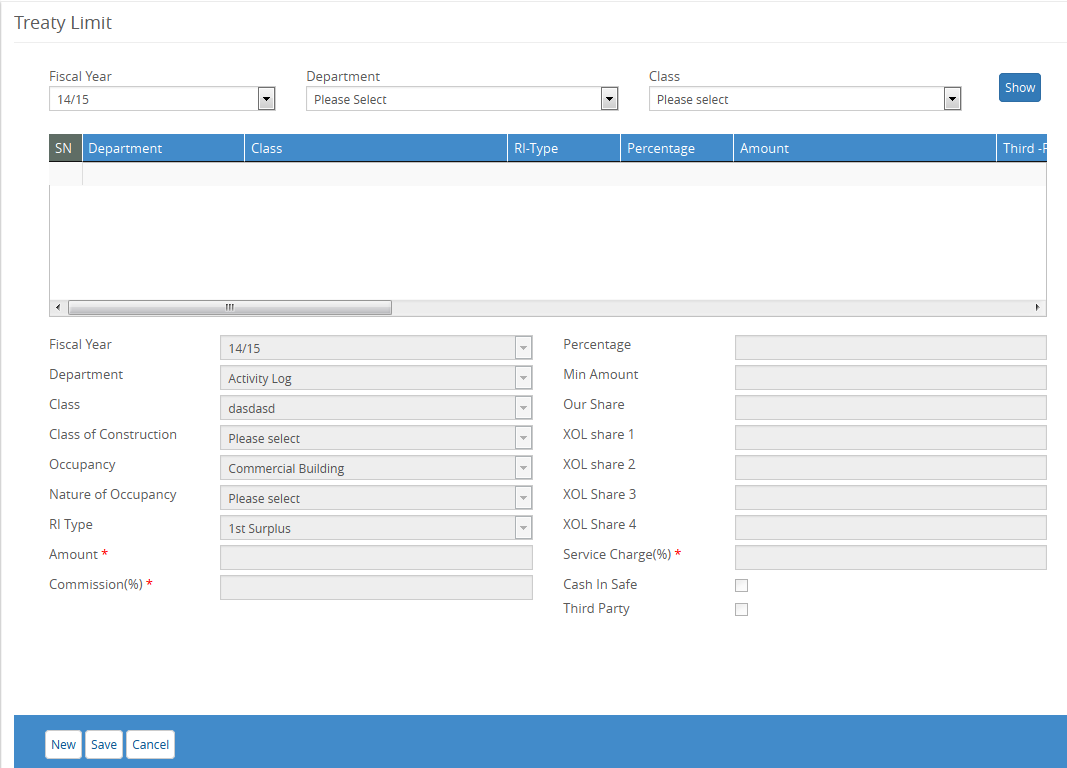 Treaty Limit
Fiscal Year Department Class
14/15 Please Select Please select Show
SN Department Class RI-Type Percentage Amount Third -
Fiscal Year 14/15 Percentage
Department Activity Log Min Amount
Class dasdasd Our Share
Class of Construction Please select XOL share 1
Occupancy Commercial Building XOL share 2
Nature of Occupancy Please select XOL Share 3
RI Type 1st Surplus XOL Share 4
Amount * Service Charge(%) *
Commission(%) * Cash In Safe
Third Party
New Save Cancel